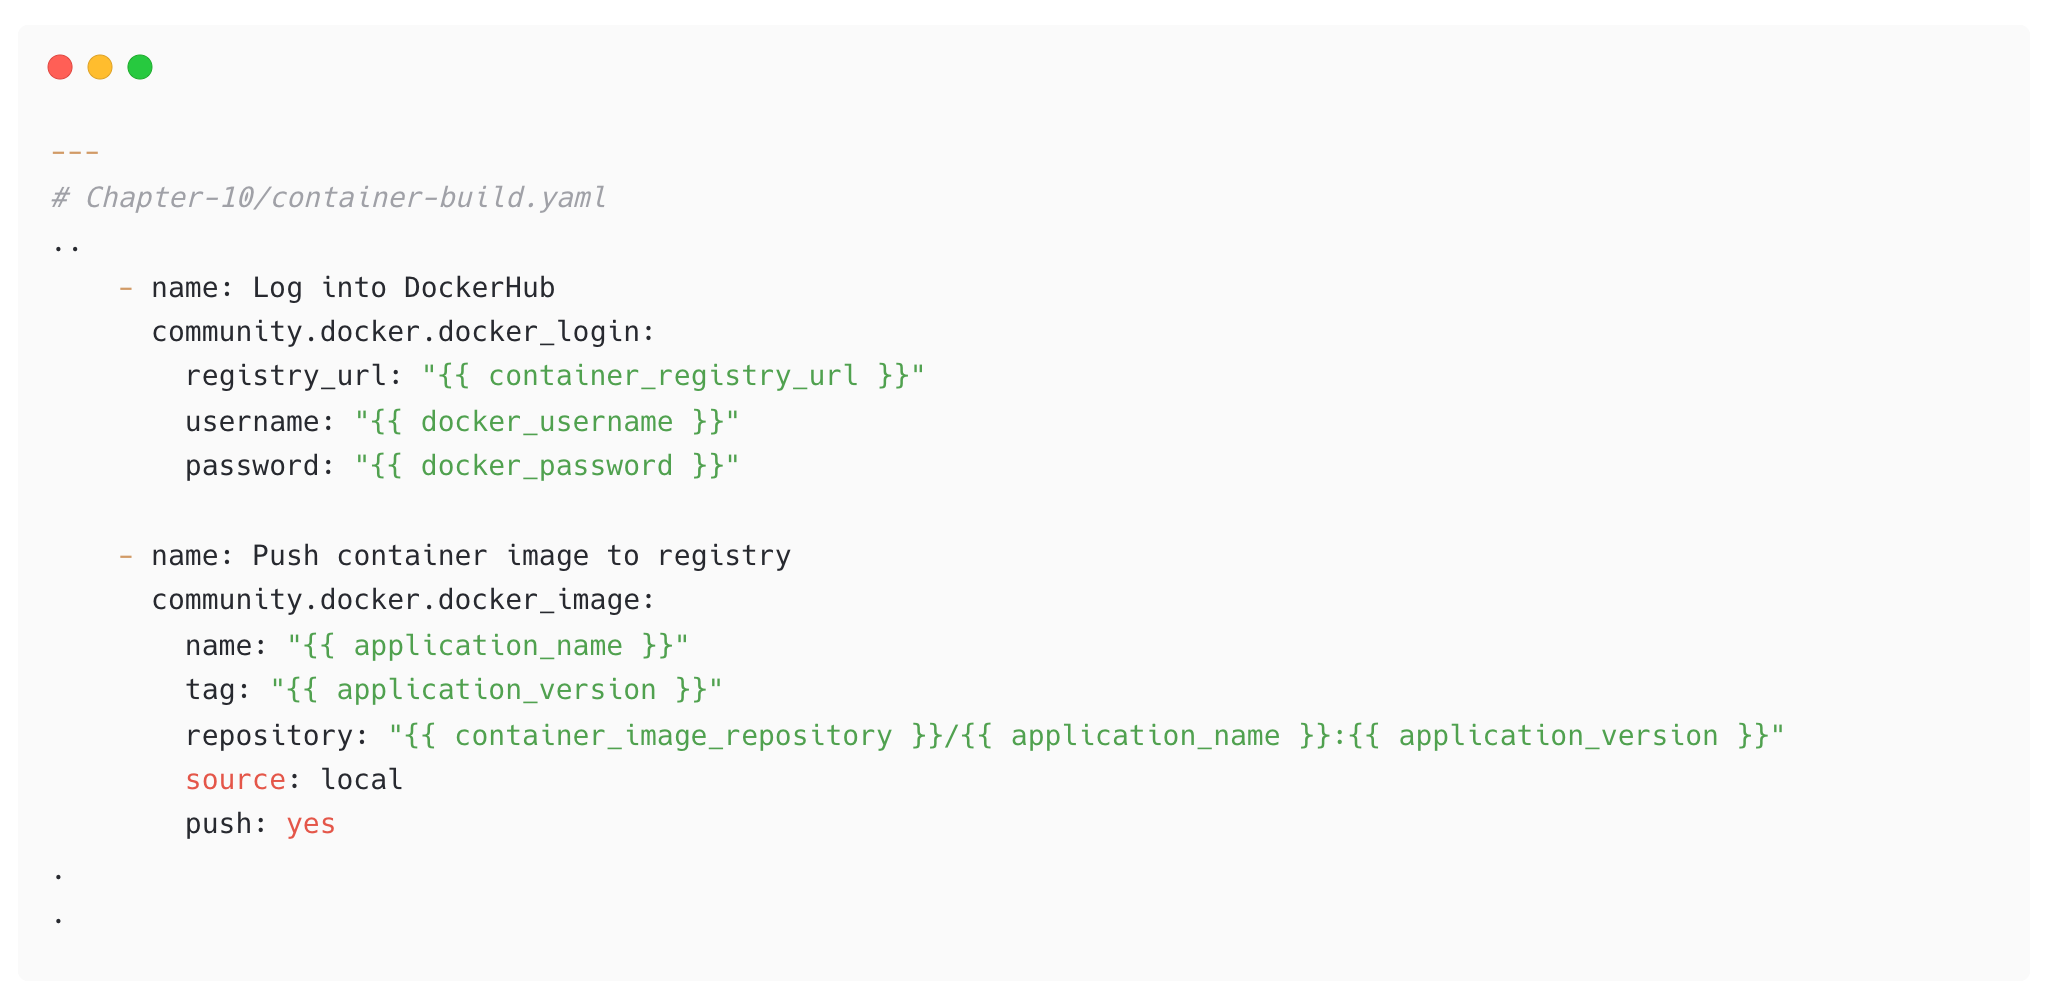 ---
# Chapter-10/container-build.yaml
..
    - name: Log into DockerHub
      community.docker.docker_login:
        registry_url: "{{ container_registry_url }}"
        username: "{{ docker_username }}"
        password: "{{ docker_password }}"

    - name: Push container image to registry
      community.docker.docker_image:
        name: "{{ application_name }}"
        tag: "{{ application_version }}"
        repository: "{{ container_image_repository }}/{{ application_name }}:{{ application_version }}"
        source: local
        push: yes
.
.